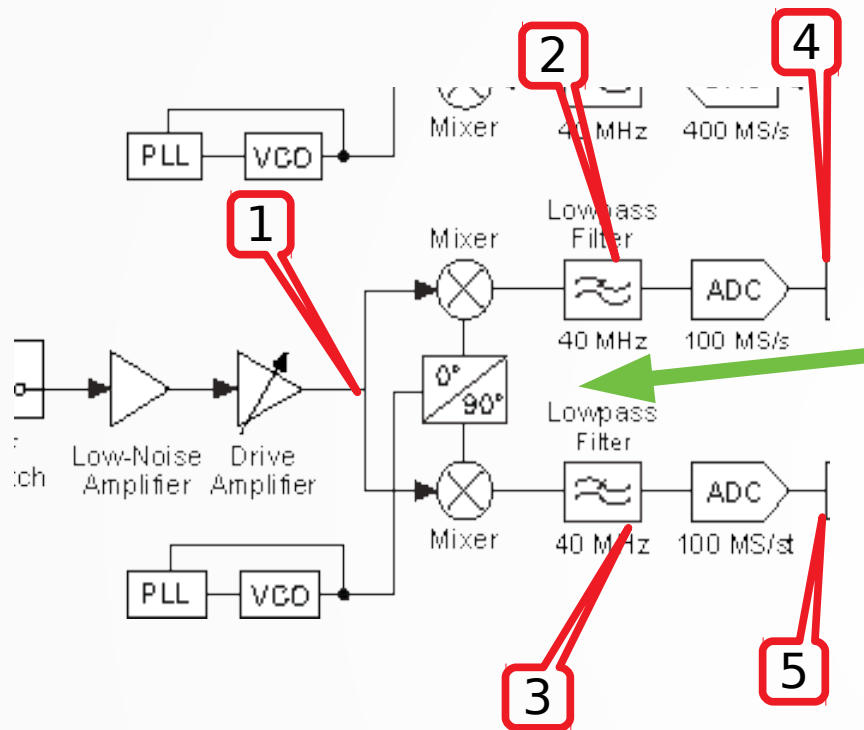 2
4
Mixer
40 MHz
400 MS/s
PLL
VCO
1
Lowpass
Filter
Mixer
ADC
40 MHz
100 MS/s
0°
90°
Lowpass
Filter
Low-Noise
Amplifier
Drive
Amplifier
tch
ADC
Mixer
40 MHz
100 MS/st
PLL
VCO
3
5